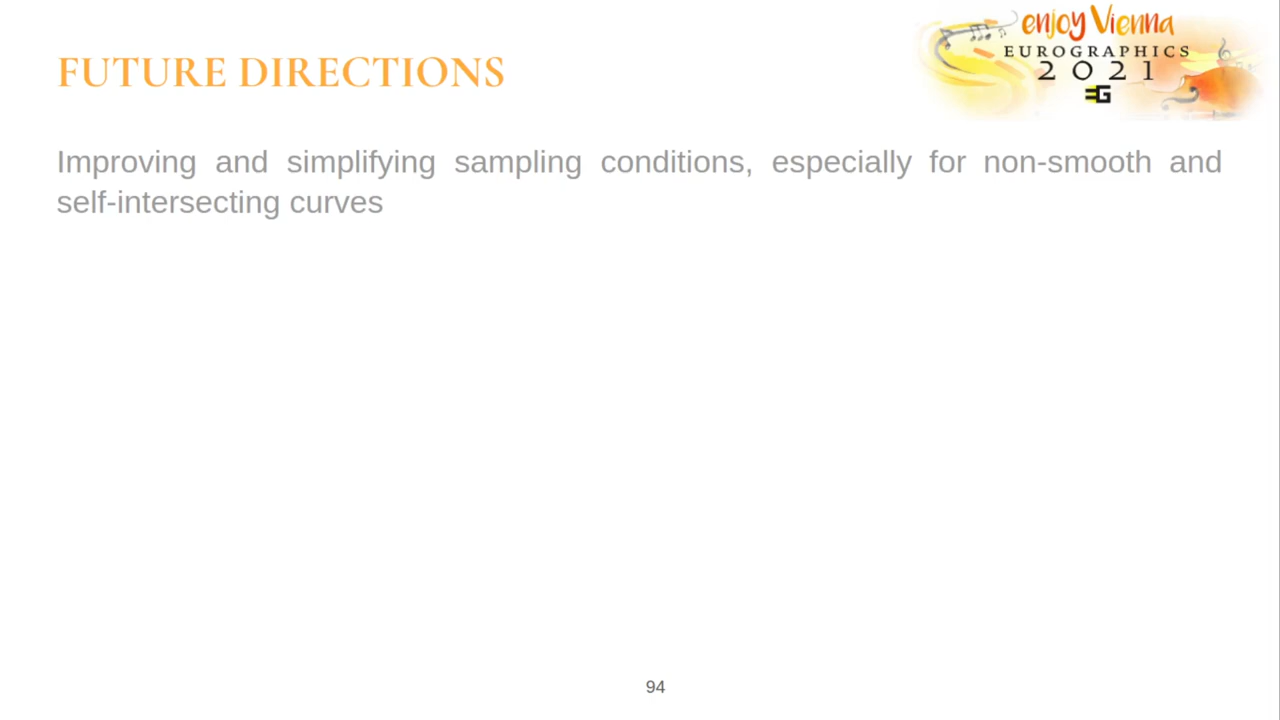 enjoy Vienna
EUROGRAPHICS
2021
EG
FUTURE DIRECTIONS
Improving and simplifying sampling conditions, especially for non-smooth and
self-intersecting curves
94